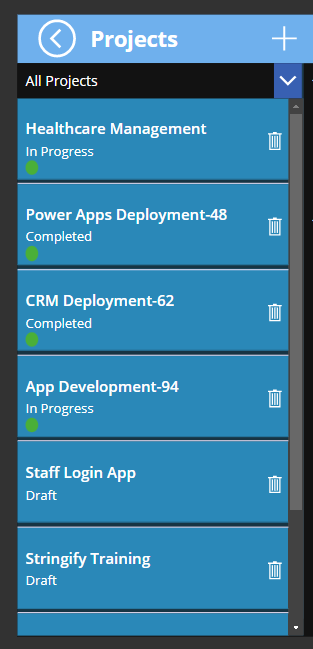 Projects
All Projects
Healthcare Management
In Progress
Power Apps Deployment-48
Completed
CRM Deployment-62
Completed
App Development-94
In Progress
Staff Login App
Draft
Stringify Training
Draft